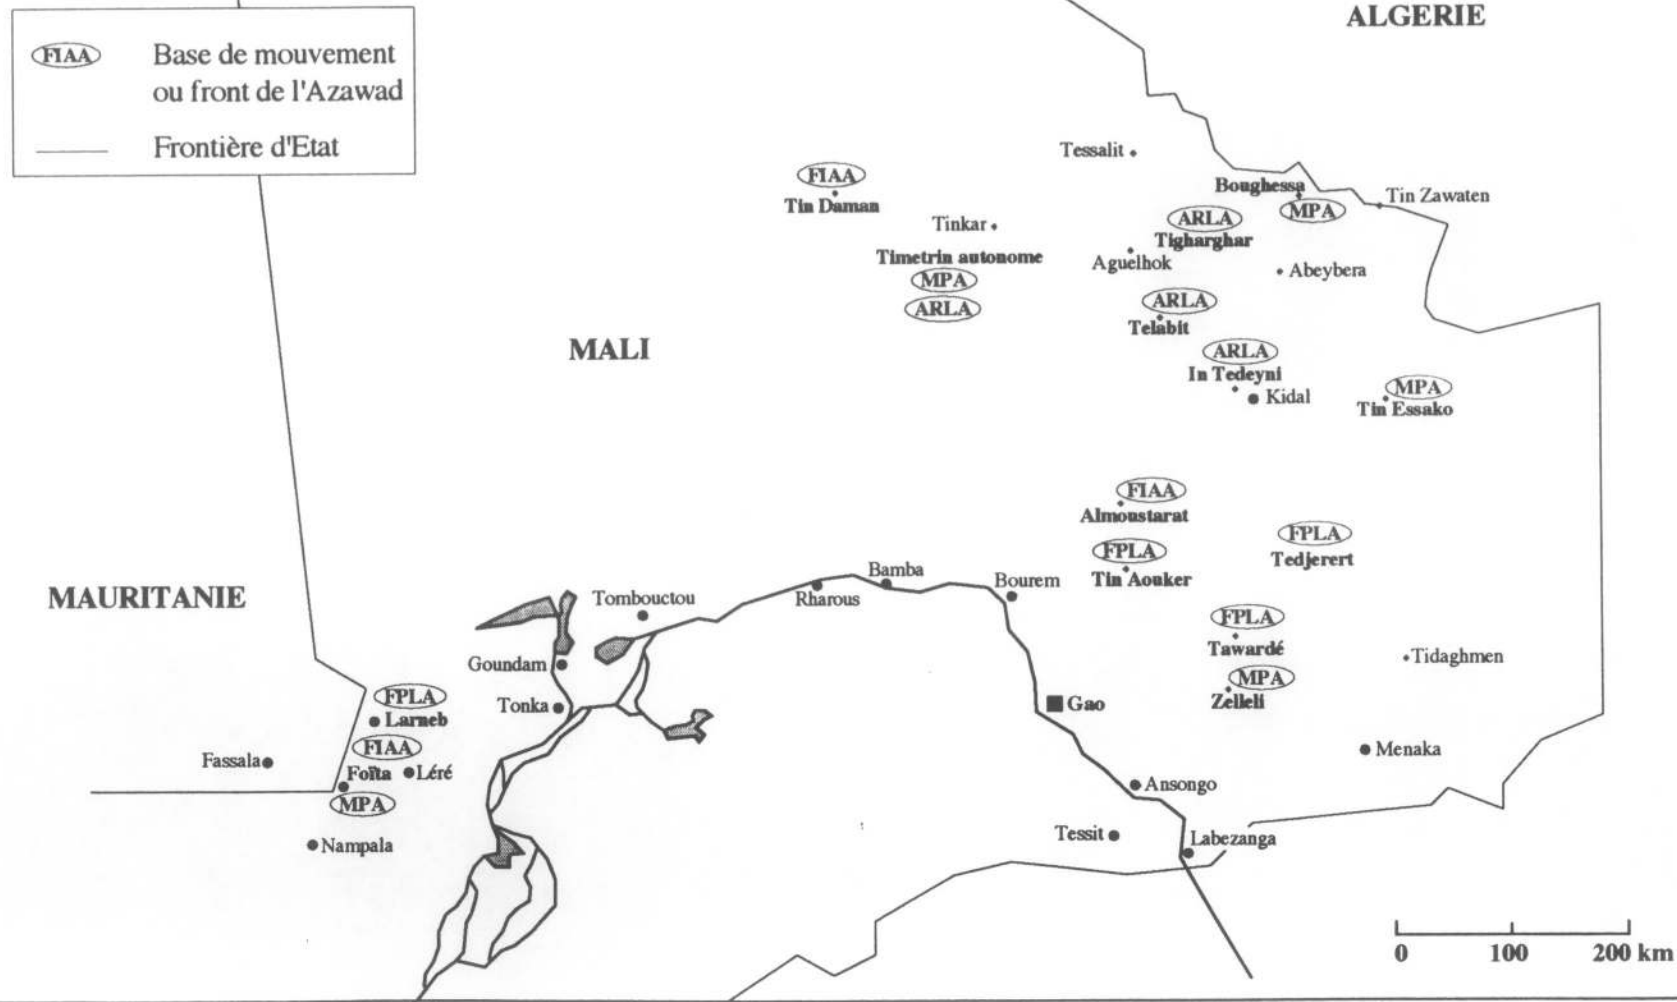 ALGERIE
FIAA
Base de mouvement
ou front de l'Azawad
Frontière d'Etat
Tessalit
FIAA
Tin Daman
Boughessa
MPA
Tin Zawaten
ARLA
Tigharghar
Tinkar
Timetrin autonome
MPA
ARLA
Aguelhok
Abeybera
ARLA
Telabit
MALI
ARLA
In Tedeyni
Kidal
MPA
Tin Essako
FIAA
Almoustarat
FPLA
Tedjerert
FPLA
Tin Aouker
MAURITANIE
Tombouctou
Rharous
Bamba
Bourem
FPLA
Tawardé
Tidaghmen
Goundam
MPA
Zelleli
FPLA
Larneb
Tonka
Gao
FIAA
Fassala
Foïta
Léré
MPA
Menaka
Ansongo
Nampala
Tessit
Labezanga
0 100 200 km